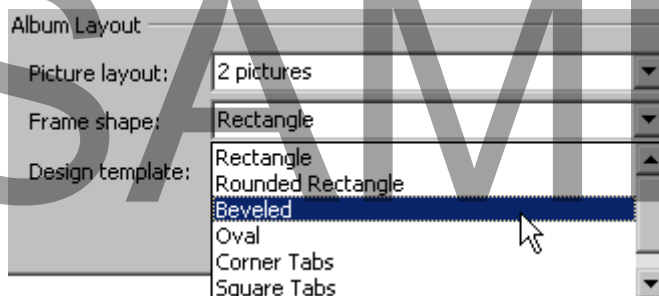 Album Layout
Picture layout: 2 pictures
Frame shape: Rectangle
Design template:
Rectangle
Rounded Rectangle
Beveled
Oval
Corner Tabs
Square Tabs
SAM